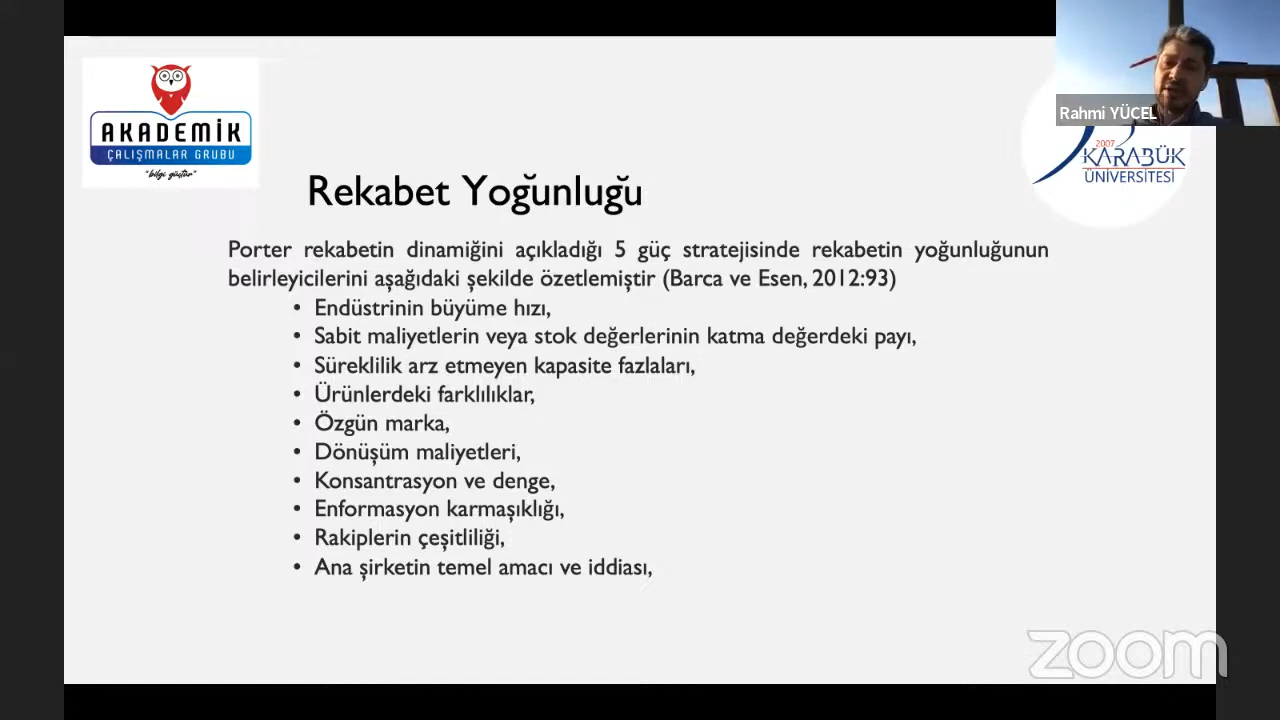 AKADEMİK
ÇALIŞMALAR GRUBU
"bilgi güçtür"
Rahmi YÜCEL
2007
KARABÜK
ÜNİVERSİTESİ
Rekabet Yoğunluğu
Porter rekabetin dinamiğini açıkladığı 5 güç stratejisinde rekabetin yoğunluğunun
belirleyicilerini aşağıdaki şekilde özetlemiştir (Barca ve Esen, 2012:93)
• Endüstrinin büyüme hızı,
• Sabit maliyetlerin veya stok değerlerinin katma değerdeki payı,
• Süreklilik arz etmeyen kapasite fazlaları,
• Ürünlerdeki farklılıklar,
• Özgün marka,
• Dönüşüm maliyetleri,
• Konsantrasyon ve denge,
• Enformasyon karmaşıklığı,
• Rakiplerin çeşitliliği,
• Ana şirketin temel amacı ve iddiası,
zoom